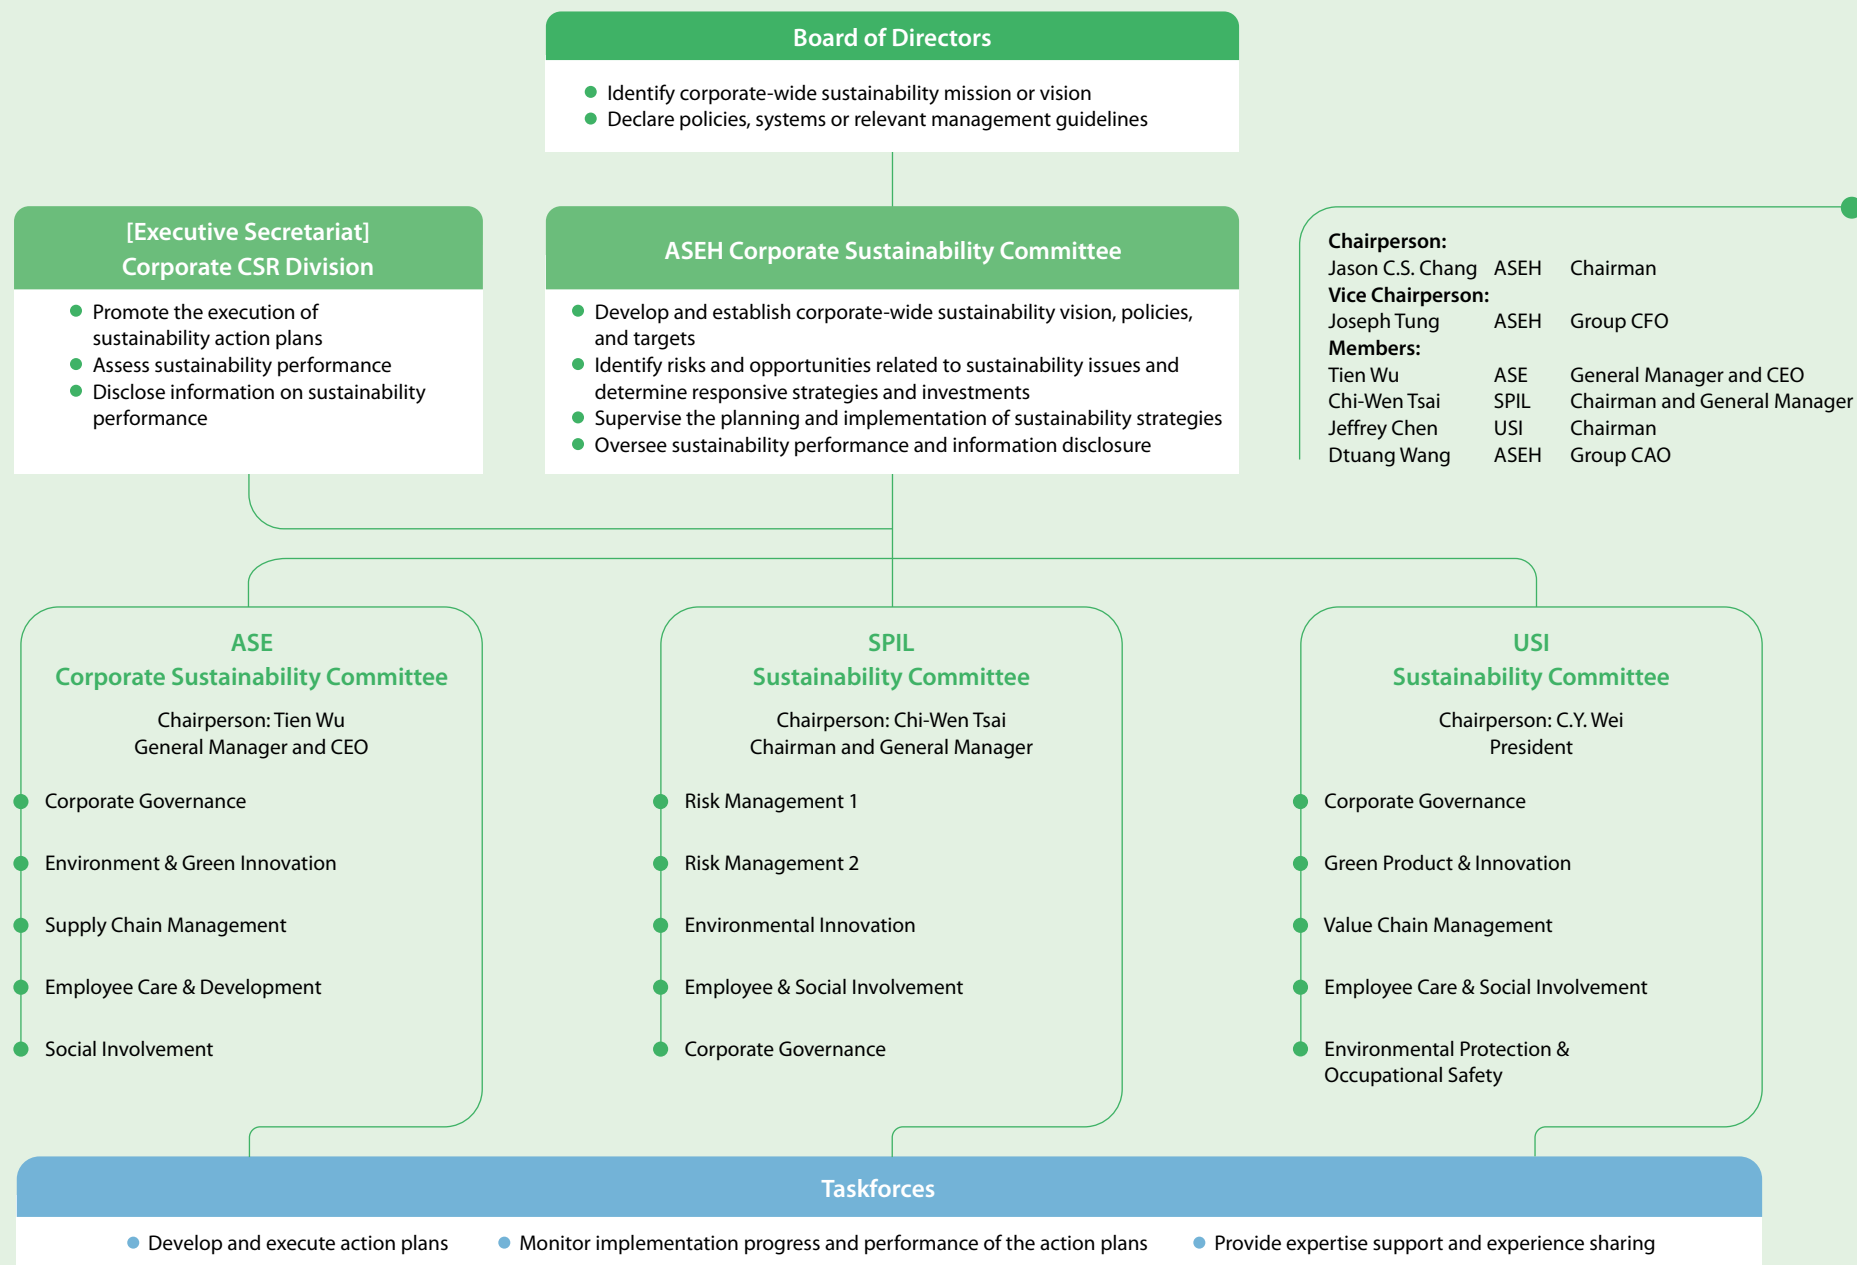 Board of Directors
Identify corporate-wide sustainability mission or vision
Declare policies, systems or relevant management guidelines
[Executive Secretariat]
Corporate CSR Division
Promote the execution of
sustainability action plans
Assess sustainability performance
Disclose information on sustainability
performance
ASEH Corporate Sustainability Committee
Develop and establish corporate-wide sustainability vision, policies,
and targets
Identify risks and opportunities related to sustainability issues and
determine responsive strategies and investments
Supervise the planning and implementation of sustainability strategies
Oversee sustainability performance and information disclosure
Chairperson:
Jason C.S. Chang ASEH Chairman
Vice Chairperson:
Joseph Tung ASEH Group CFO
Members:
Tien Wu ASE General Manager and CEO
Chi-Wen Tsai SPIL Chairman and General Manager
Jeffrey Chen USI Chairman
Dtuang Wang ASEH Group CAO
ASE
Corporate Sustainability Committee
Chairperson: Tien Wu
General Manager and CEO
Corporate Governance
Environment & Green Innovation
Supply Chain Management
Employee Care & Development
Social Involvement
SPIL
Sustainability Committee
Chairperson: Chi-Wen Tsai
Chairman and General Manager
Risk Management 1
Risk Management 2
Environmental Innovation
Employee & Social Involvement
Corporate Governance
USI
Sustainability Committee
Chairperson: C.Y. Wei
President
Corporate Governance
Green Product & Innovation
Value Chain Management
Employee Care & Social Involvement
Environmental Protection &
Occupational Safety
Taskforces
Develop and execute action plans
Monitor implementation progress and performance of the action plans
Provide expertise support and experience sharing